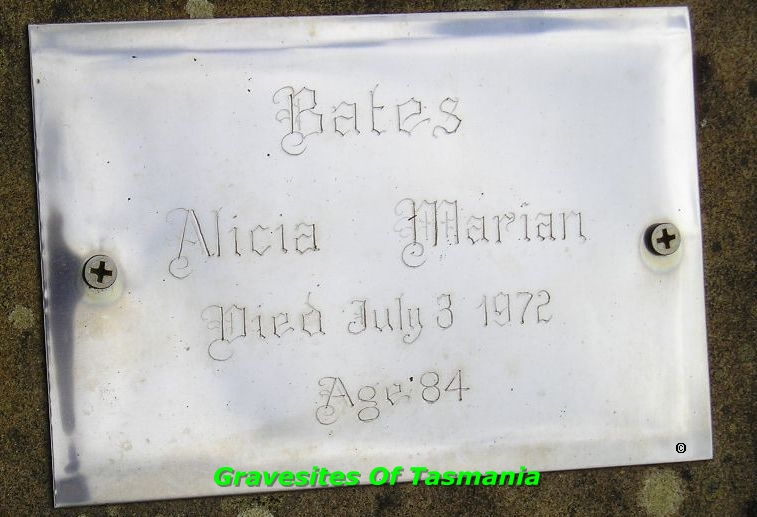 Bates
Alicia Marian
Died July 3 1972
Age 84
©
Gravesites Of Tasmania